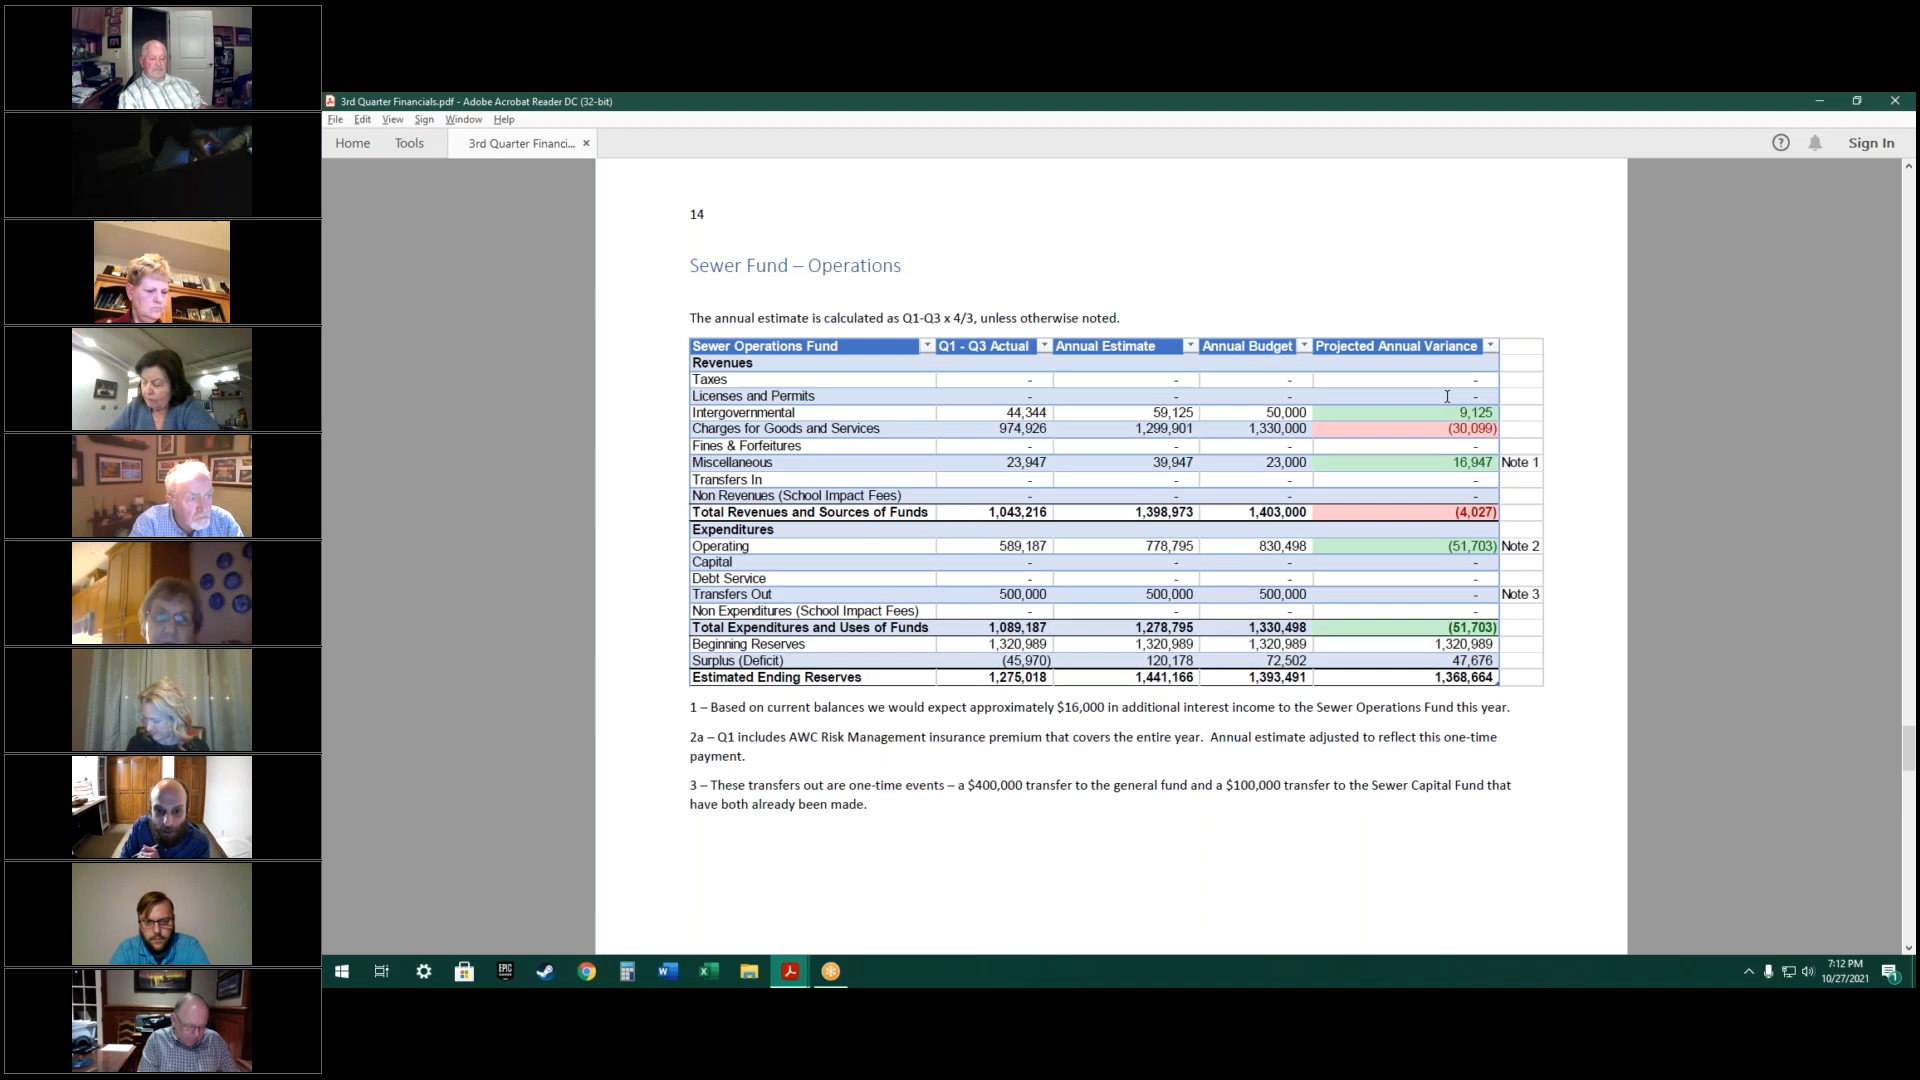 3rd Quarter Financials.pdf - Adobe Acrobat Reader DC (32-bit)
File Edit View Sign Window Help
Home Tools 3rd Quarter Financi... × Sign In
14
Sewer Fund – Operations
The annual estimate is calculated as Q1-Q3 x 4/3, unless otherwise noted.
Sewer Operations Fund Q1 - Q3 Actual Annual Estimate Annual Budget Projected Annual Variance
Revenues
Taxes - - - -
Licenses and Permits - - - -
Intergovernmental 44,344 59,125 50,000 9,125
Charges for Goods and Services 974,926 1,299,901 1,330,000 (30,099)
Fines & Forfeitures - - - -
Miscellaneous 23,947 39,947 23,000 16,947 Note 1
Transfers In - - - -
Non Revenues (School Impact Fees) - - - -
Total Revenues and Sources of Funds 1,043,216 1,398,973 1,403,000 (4,027)
Expenditures
Operating 589,187 778,795 830,498 (51,703) Note 2
Capital - - - -
Debt Service - - - -
Transfers Out 500,000 500,000 500,000 - Note 3
Non Expenditures (School Impact Fees) - - - -
Total Expenditures and Uses of Funds 1,089,187 1,278,795 1,330,498 (51,703)
Beginning Reserves 1,320,989 1,320,989 1,320,989 1,320,989
Surplus (Deficit) (45,970) 120,178 72,502 47,676
Estimated Ending Reserves 1,275,018 1,441,166 1,393,491 1,368,664
1 – Based on current balances we would expect approximately $16,000 in additional interest income to the Sewer Operations Fund this year.
2a – Q1 includes AWC Risk Management insurance premium that covers the entire year. Annual estimate adjusted to reflect this one-time
payment.
3 – These transfers out are one-time events – a $400,000 transfer to the general fund and a $100,000 transfer to the Sewer Capital Fund that
have both already been made.
EPIC
7:12 PM
10/27/2021
1